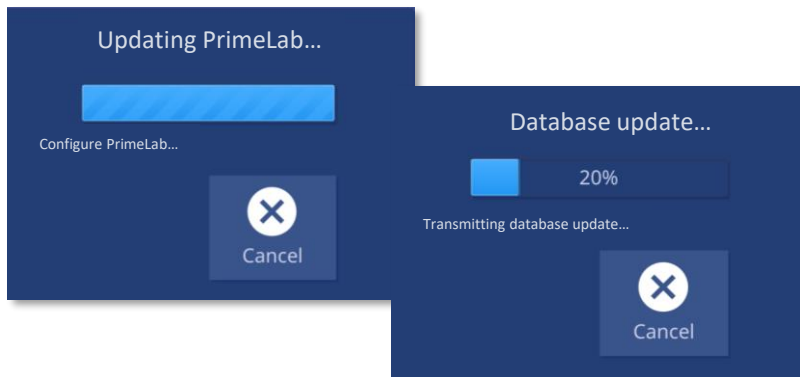 Updating PrimeLab…
Configure PrimeLab…
Cancel
Database update…
20%
Transmitting database update…
Cancel